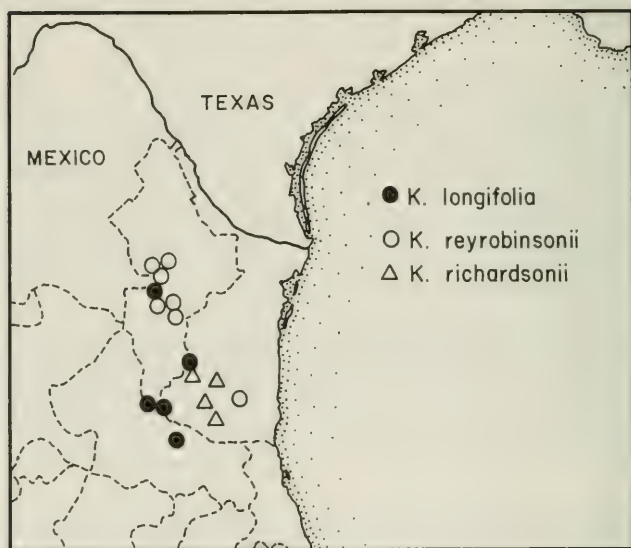 TEXAS
MEXICO
K. longifolia
K. reyrobinsonii
K. richardsonii